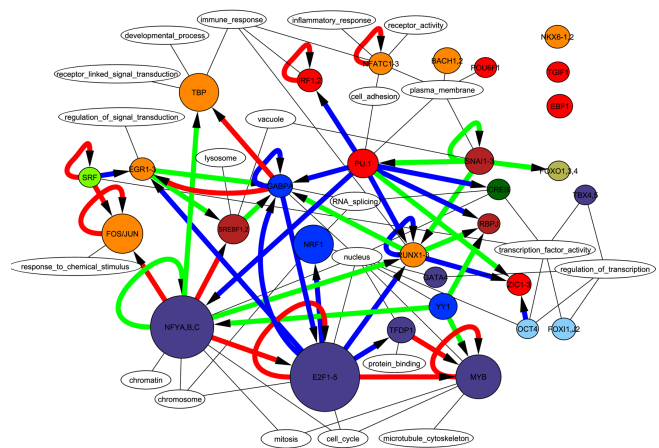 immune_response
inflammatory_response
receptor_activity
developmental_process
NKX6-1,2
receptor_linked_signal_transduction
NFATC1-3
BACH1,2
POU6F1
TGIF1
IRF1,2
TBP
plasma_membrane
cell_adhesion
EBF1
regulation_of_signal_transduction
vacuole
lysosome
PU.1
SNAI1-3
FOXO1,3,4
SRF
EGR1-3
GABPA
CREB
TBX4,5
RNA_splicing
FOS/JUN
SREBF1,2
RBPJ
NRF1
transcription_factor_activity
nucleus
RUNX1-3
response_to_chemical_stimulus
GATA4
regulation_of_transcription
ZIC1-3
YY1
NFYA,B,C
TFDP1
OCT4
FOXI1,J2
protein_binding
E2F1-5
MYB
chromatin
chromosome
mitosis
cell_cycle
microtubule_cytoskeleton